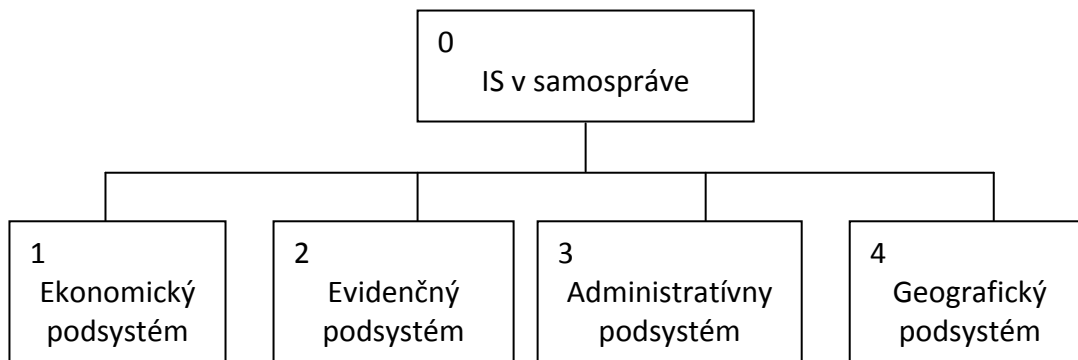 0
IS v samospráve
1
Ekonomický
podsystém
2
Evidenčný
podsystém
3
Administratívny
podsystém
4
Geografický
podsystém